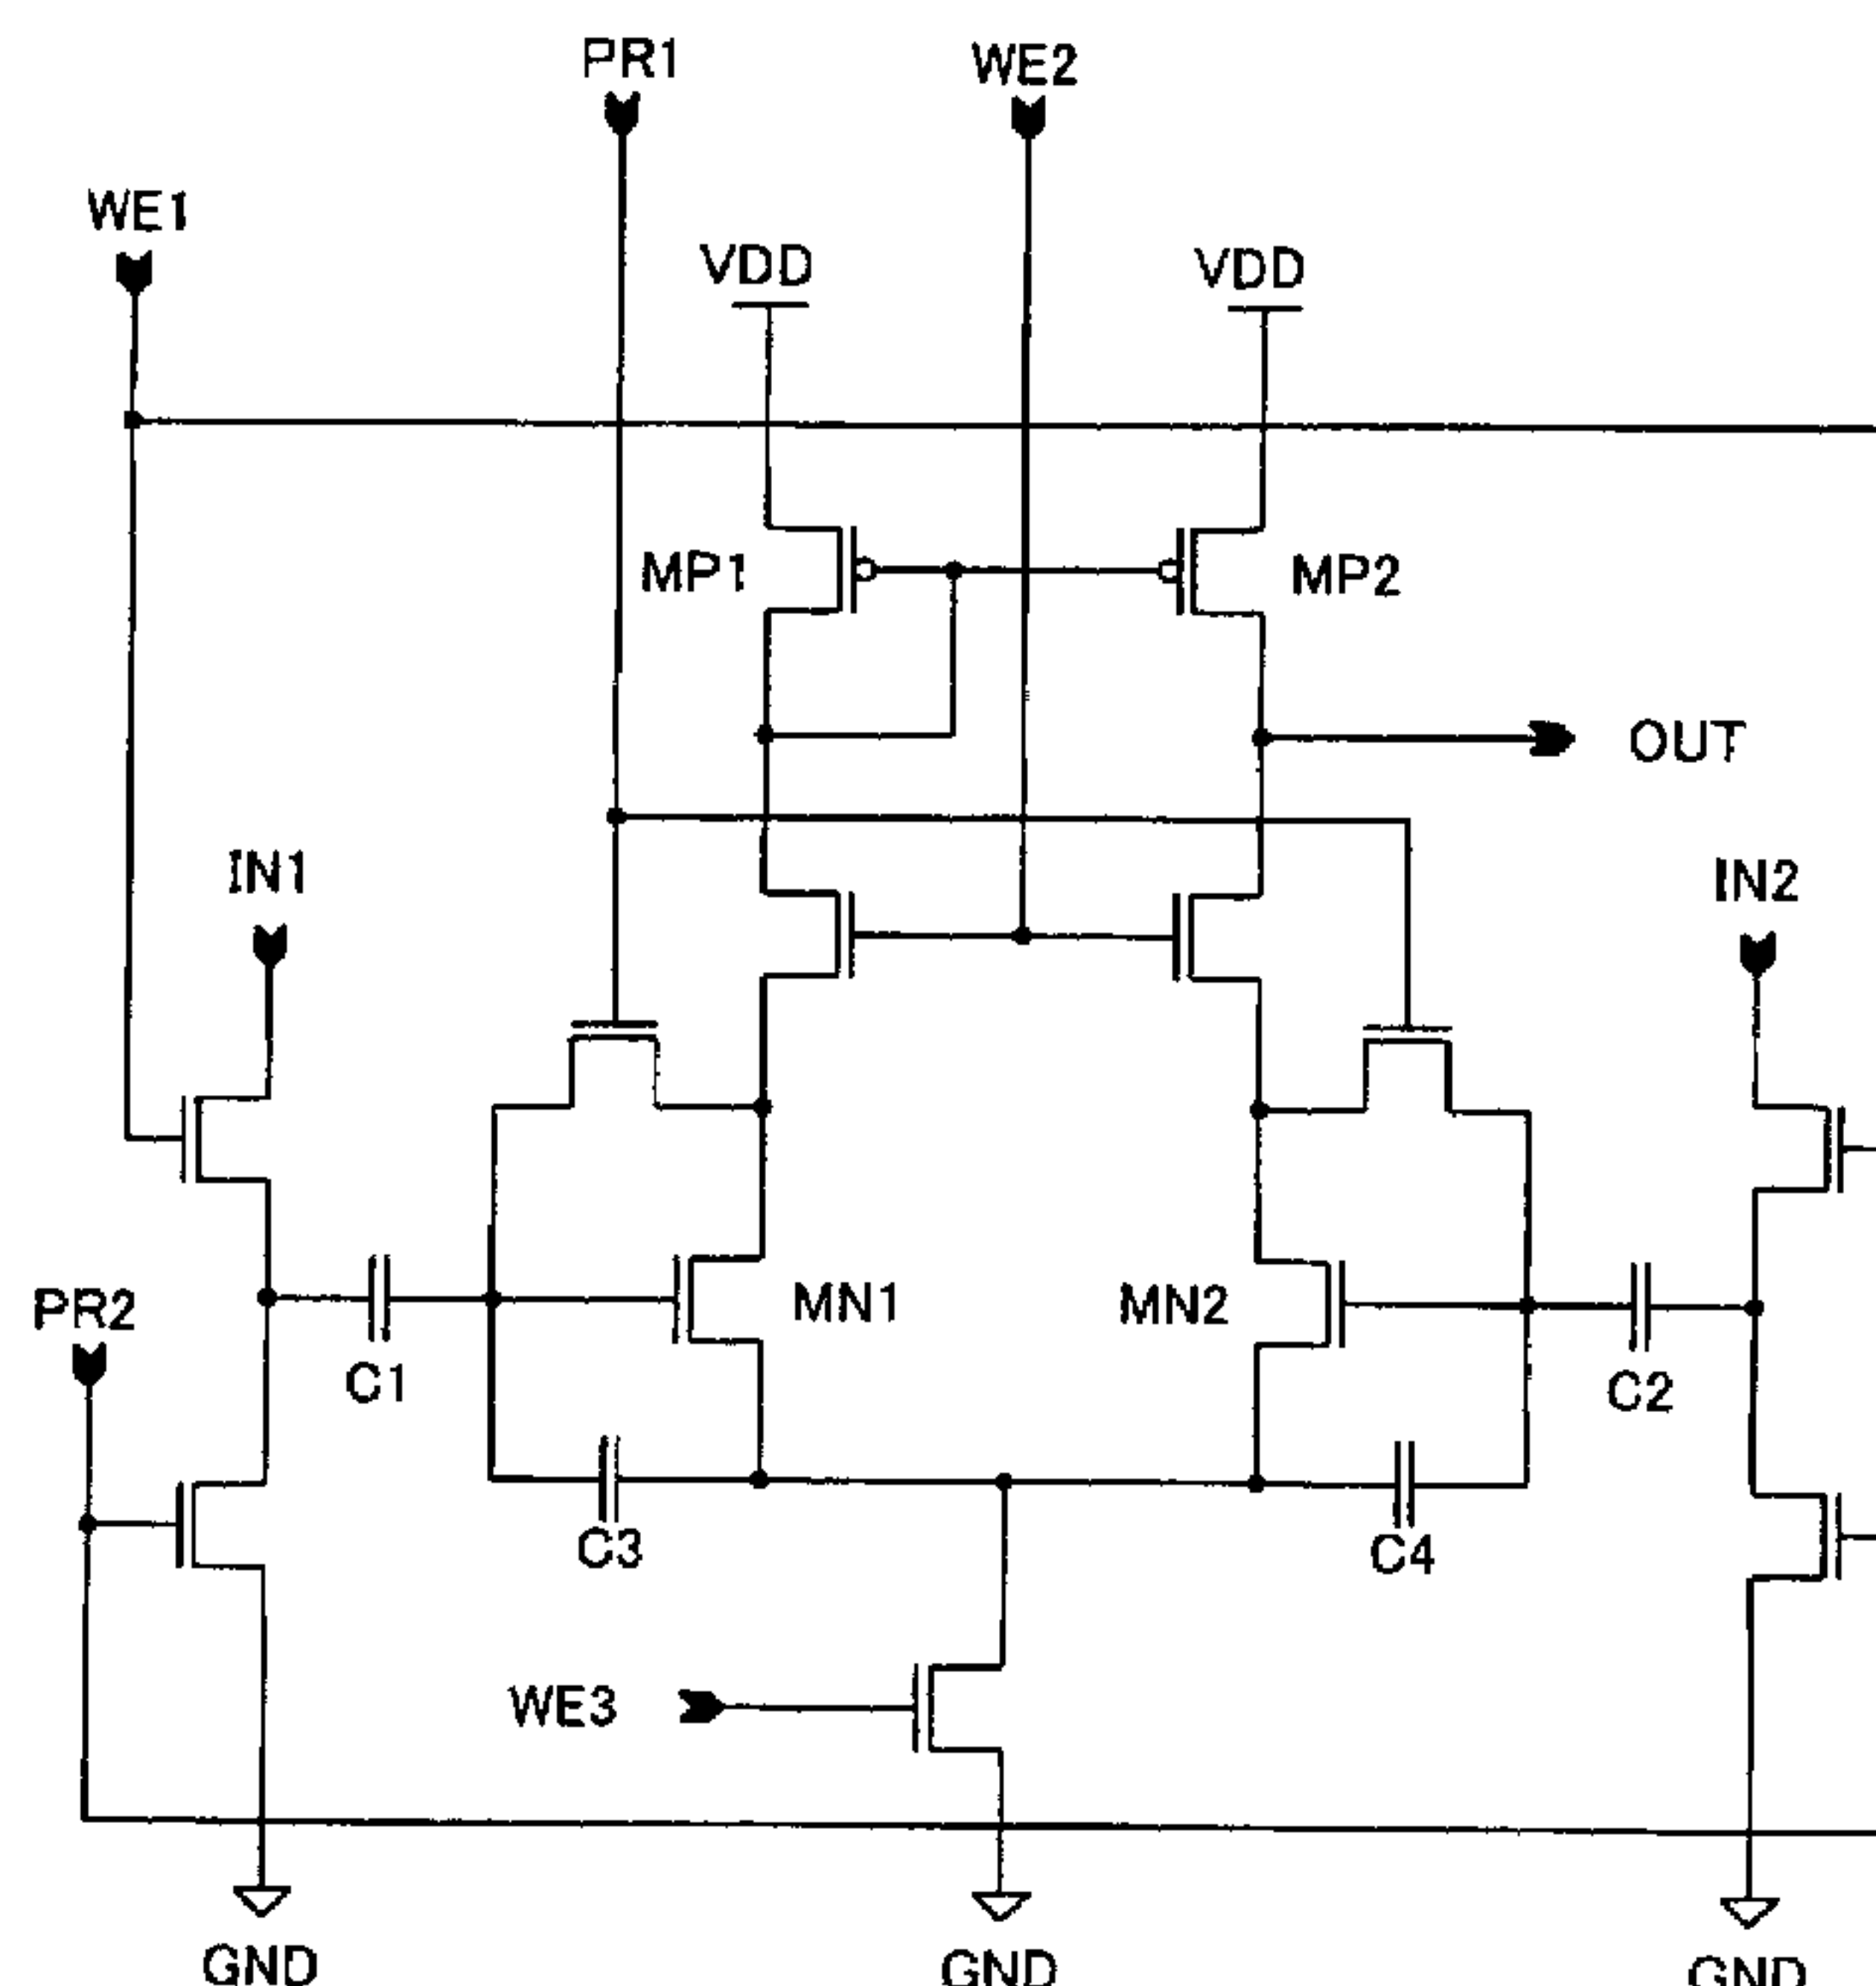 PR1
WE2
WE1
VDD
VDD
MP1
MP2
OUT
IN1
IN2
PR2
MN1
MN2
C1
C2
C3
C4
WE3
GND
GND
GND